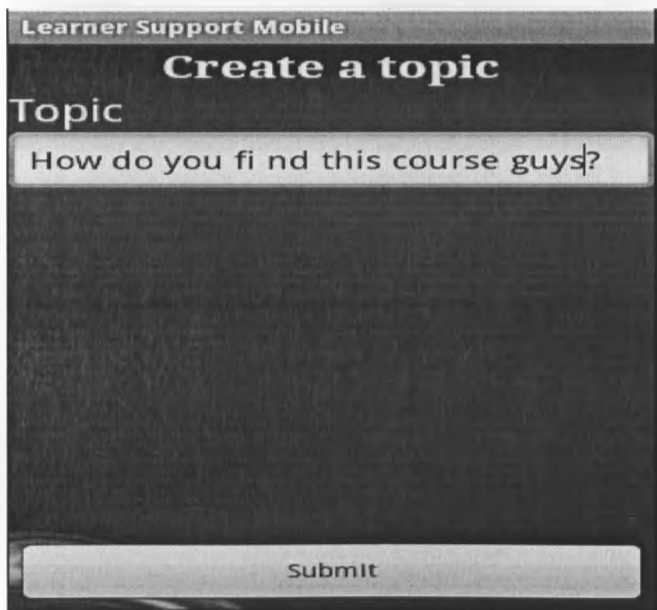 Learner Support Mobile
Create a topic
Topic
How do you fi nd this course guys?
Submit